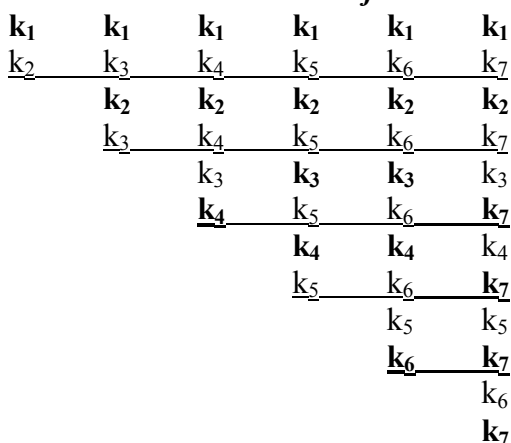 k₁ k₁ k₁ k₁ k₁ k₁
k₂ k₃ k₄ k₅ k₆ k₇
k₂ k₂ k₂ k₂ k₂
k₃ k₄ k₅ k₆ k₇
k₃ k₃ k₃ k₃
k₄ k₅ k₆ k₇
k₄ k₄ k₄
k₅ k₆ k₇
k₅ k₅
k₆ k₇
k₆
k₇